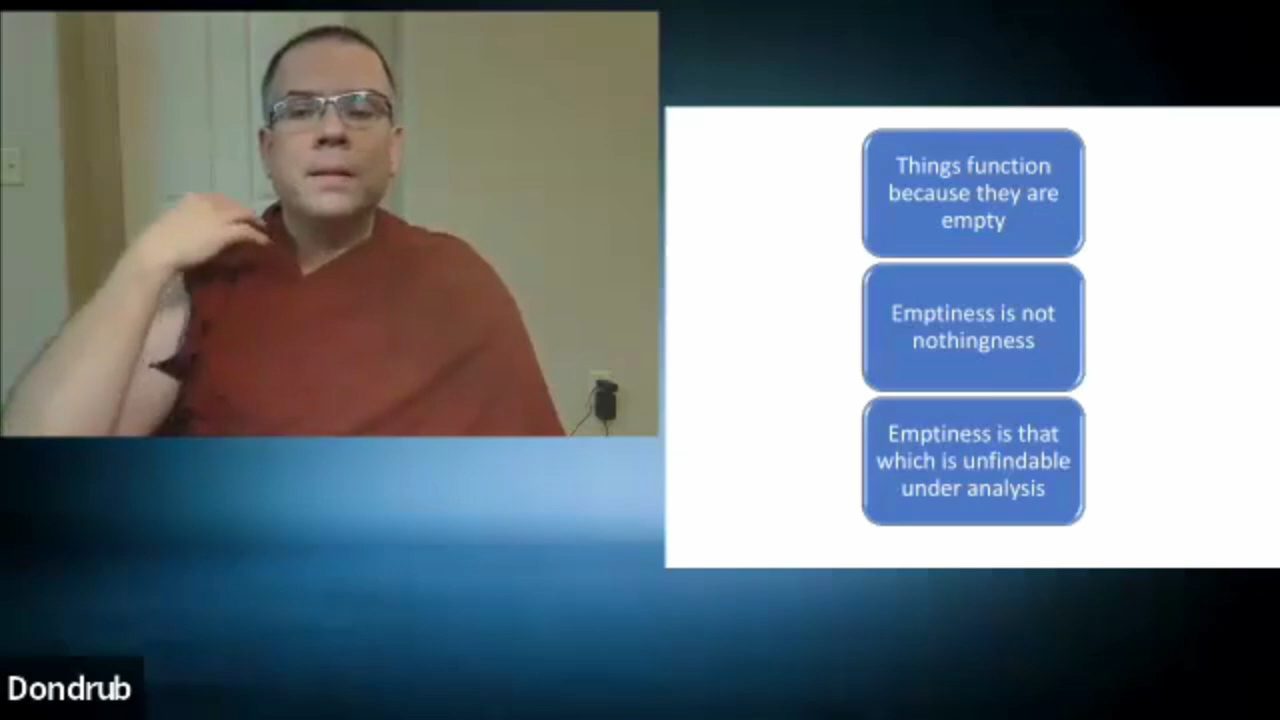 Things function
because they are
empty
Emptiness is not
nothingness
Emptiness is that
which is unfindable
under analysis
Dondrub